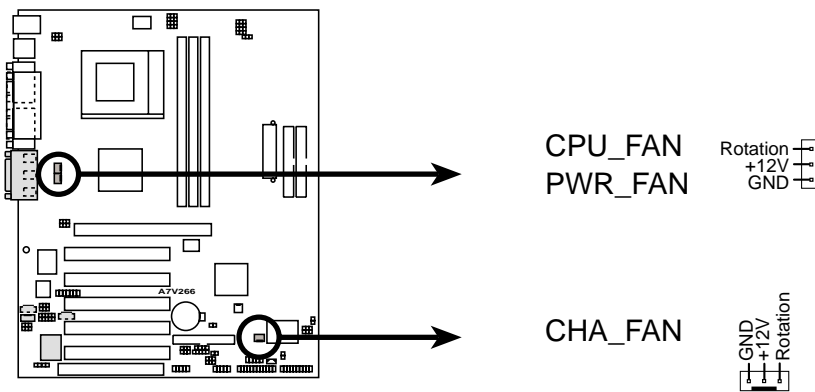 CPU_FAN
PWR_FAN
Rotation
+12V
GND
A7V266
CHA_FAN
GND
+12V
Rotation